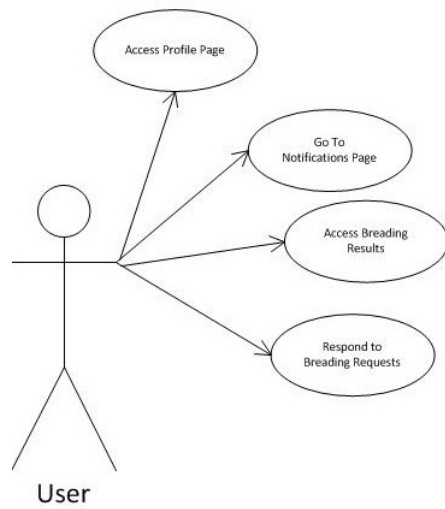 Access Profile Page
Go To
Notifications Page
Access Breading
Results
Respond to
Breading Requests
User